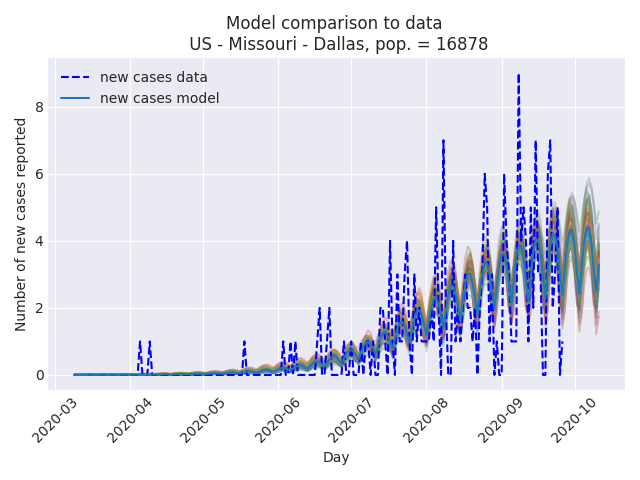 Model comparison to data
US - Missouri - Dallas, pop. = 16878
new cases data
new cases model
Number of new cases reported
8
6
4
2
0
2020-03
2020-04
2020-05
2020-06
2020-07
2020-08
2020-09
2020-10
Day